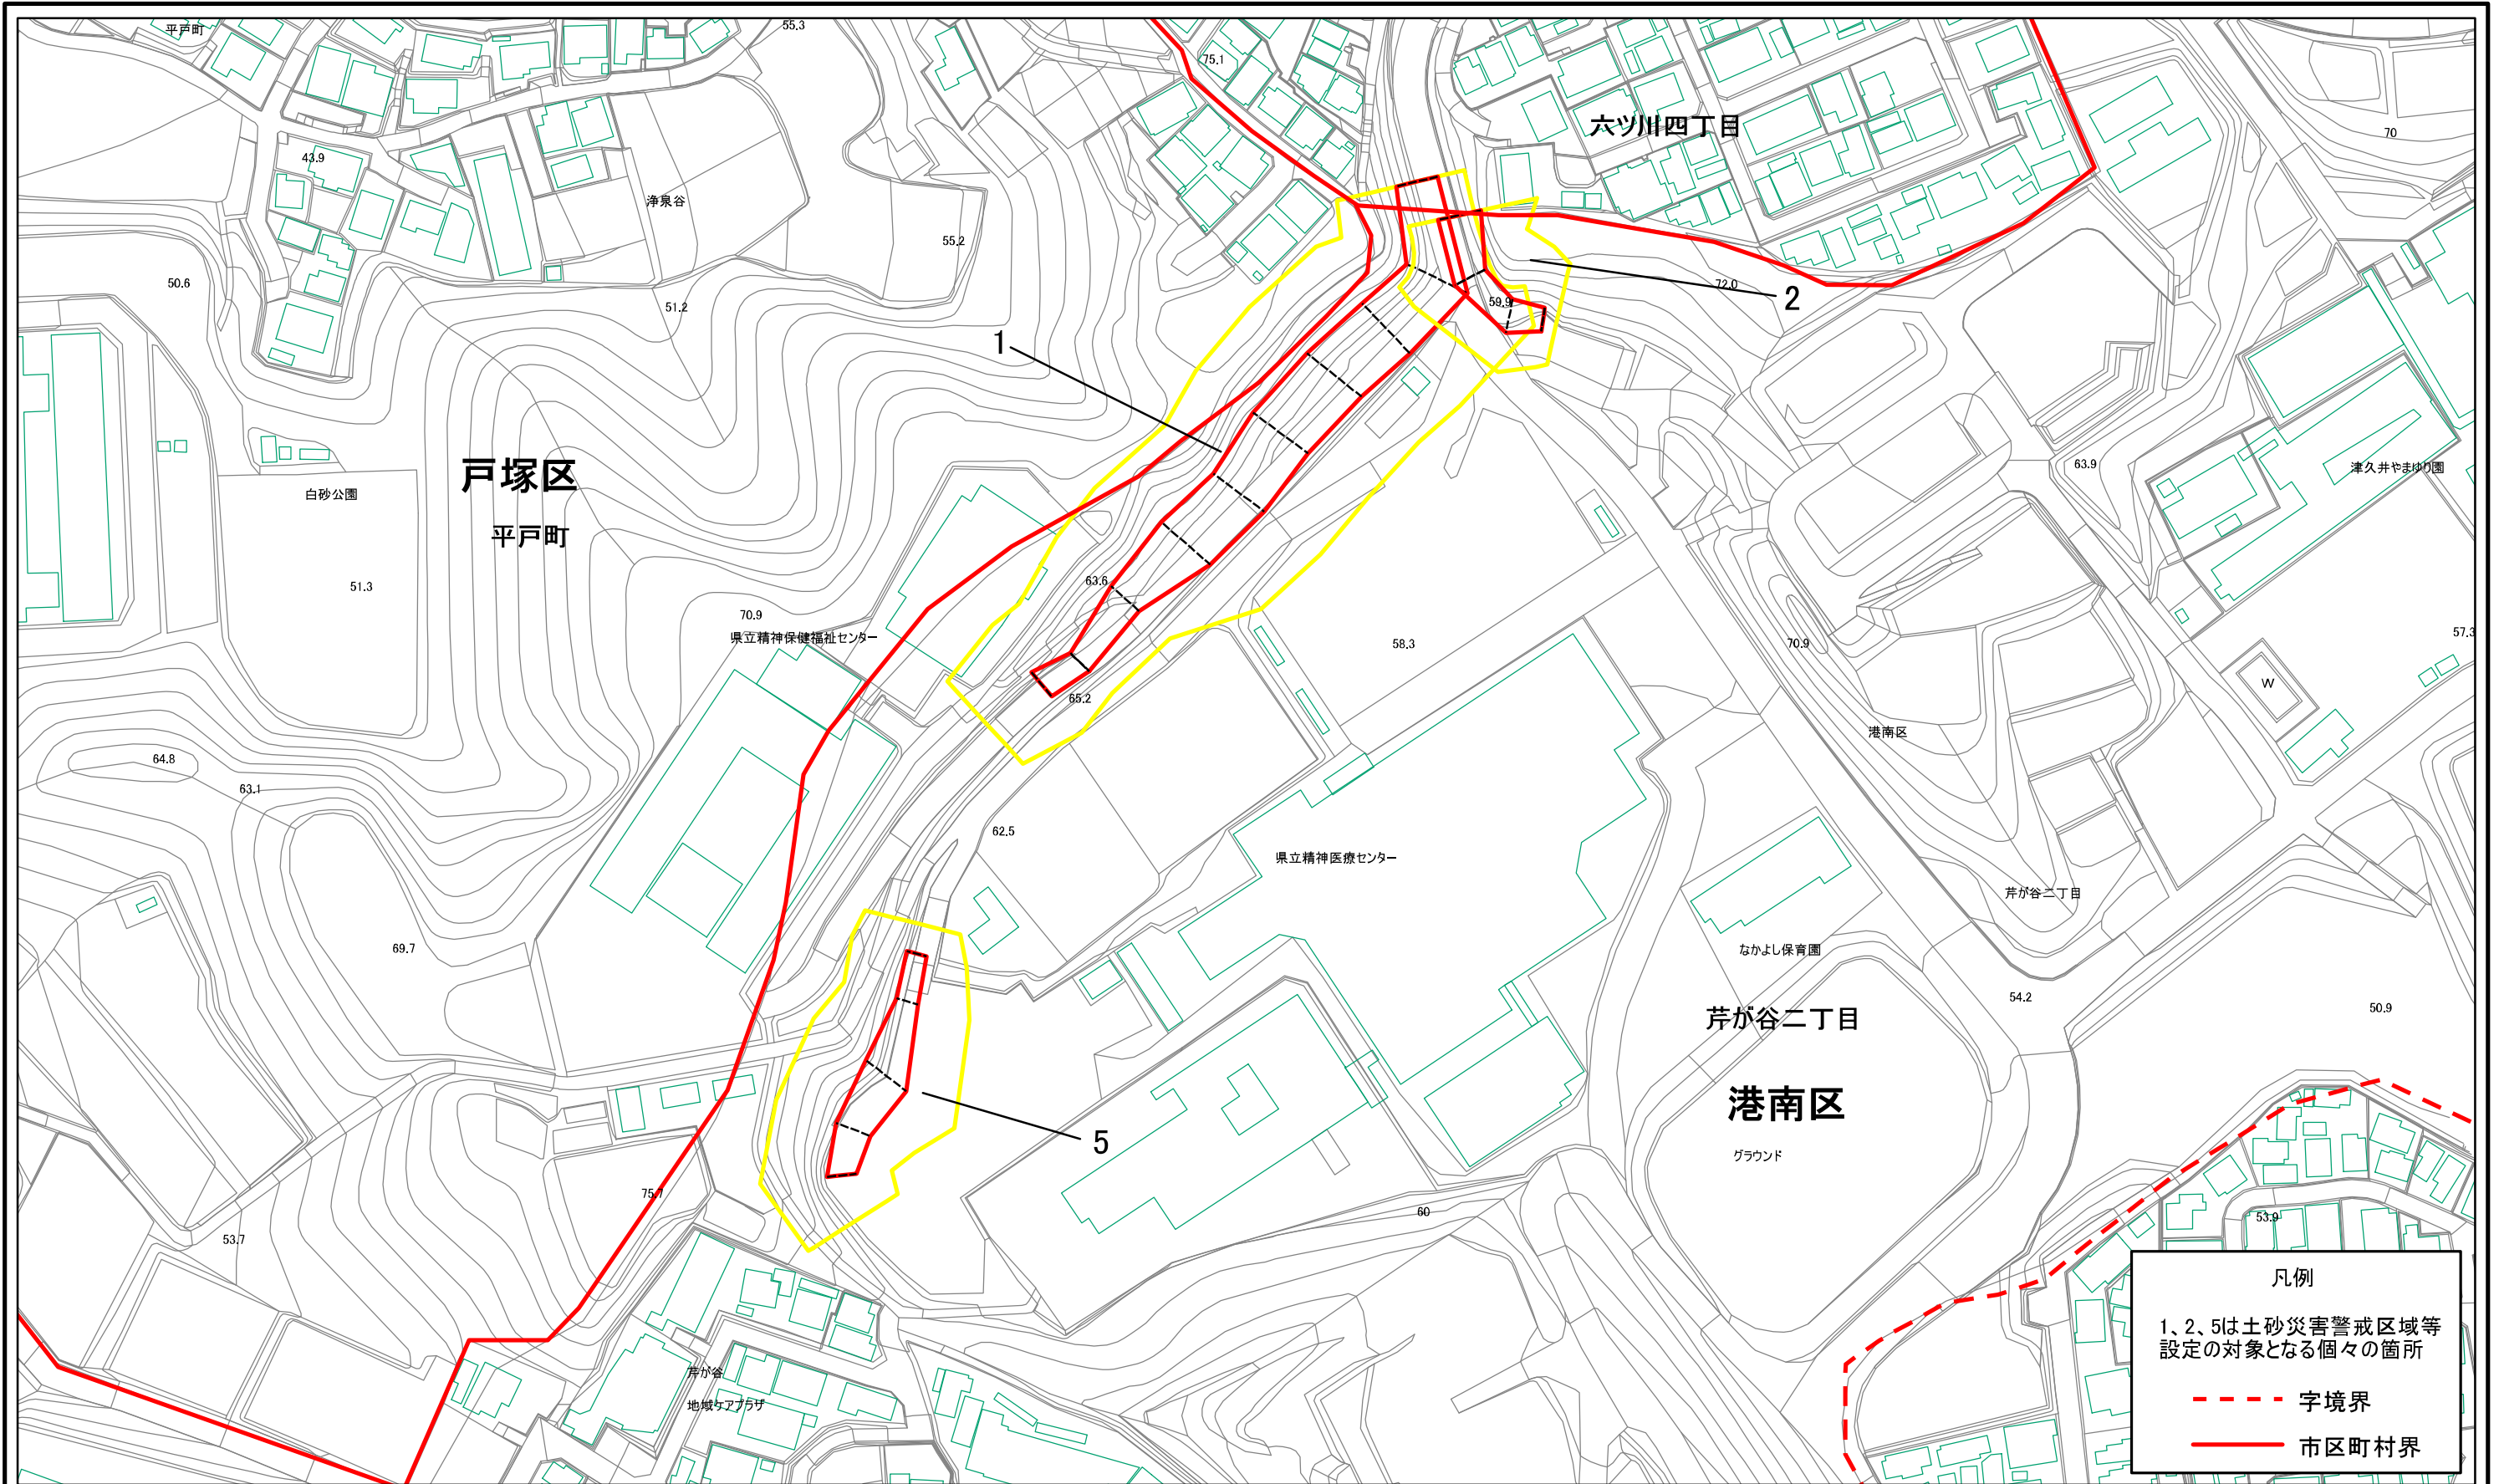 平戸町
55.3
75.1
六ツ川四丁目
70
43.9
浄泉谷
55.2
50.6
51.2
59.9
72.0
2
1
戸塚区
白砂公園
平戸町
63.9
津久井やまゆり園
51.3
63.6
70.9
県立精神保健福祉センター
58.3
70.9
57.3
65.2
W
港南区
64.8
63.1
62.5
県立精神医療センター
芹が谷二丁目
69.7
なかよし保育園
54.2
50.9
芹が谷二丁目
港南区
5
グラウンド
75.7
60
53.9
53.7
芹が谷
地域ケアプラザ
凡例
1、2、5は土砂災害警戒区域等
設定の対象となる個々の箇所
字境界
市区町村界